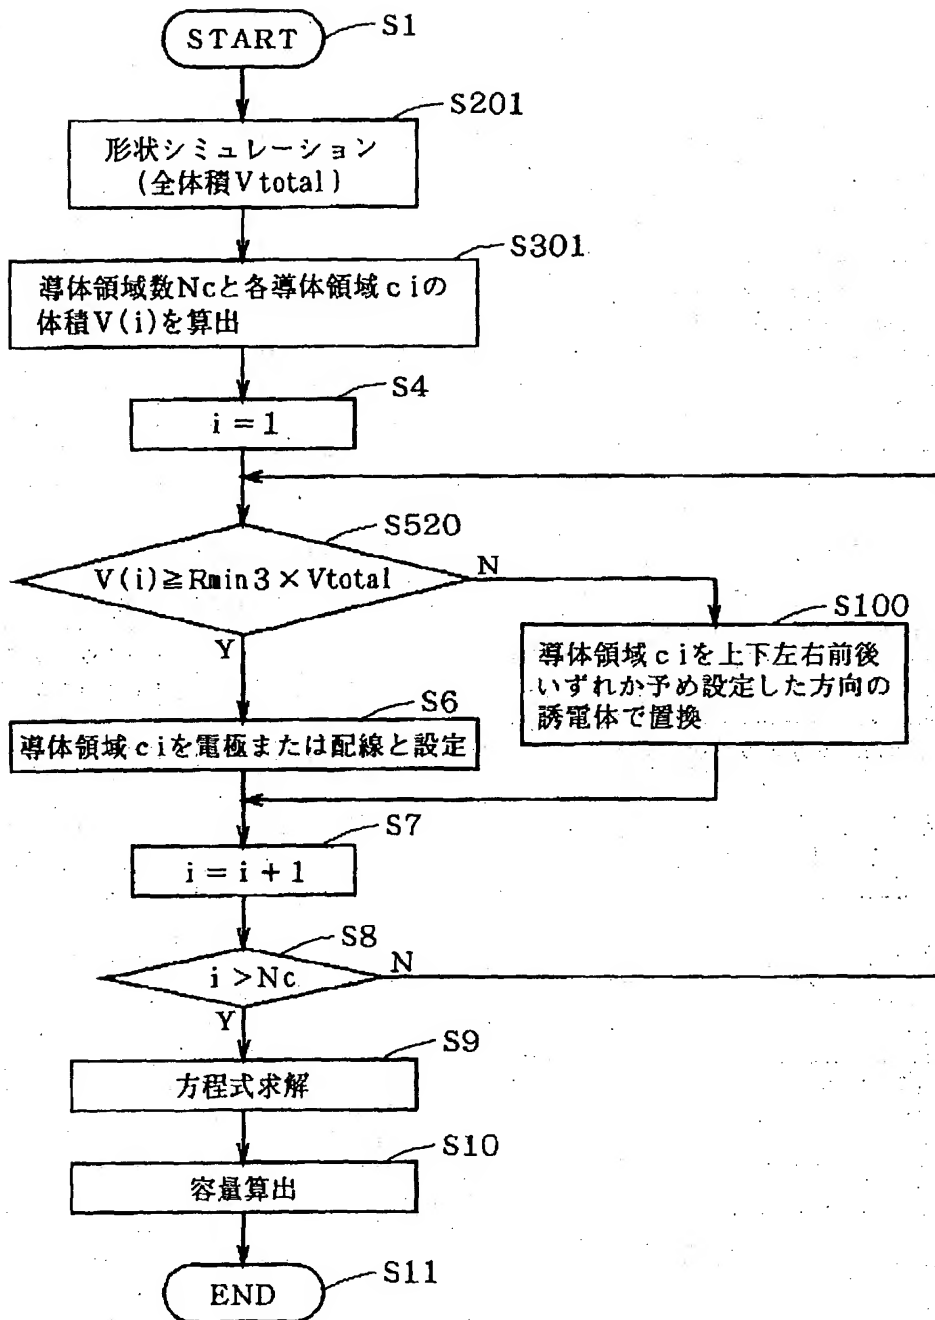 START
S1
S201
形状シミュレーション
(全体積Vtotal)
S301
導体領域数Ncと各導体領域ciの
体積V(i)を算出
S4
i=1
S520
V(i)≧Rmin3×Vtotal
N
Y
S100
導体領域ciを上下左右前後
いずれか予め設定した方向の
誘電体で置換
S6
導体領域ciを電極または配線と設定
S7
i=i+1
S8
i>Nc
N
Y
S9
方程式求解
S10
容量算出
S11
END